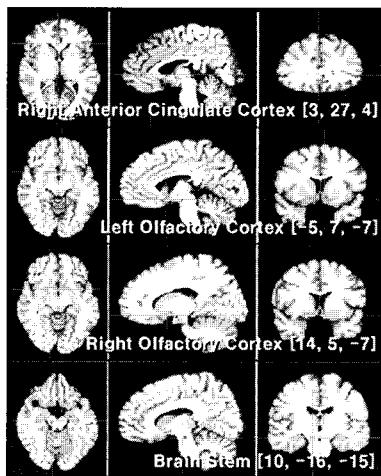 Right Anterior Cingulate Cortex [3, 27, 4]
Left Olfactory Cortex [-5, 7, -7]
Right Olfactory Cortex [14, 5, -7]
Brain Stem [10, -16, -15]